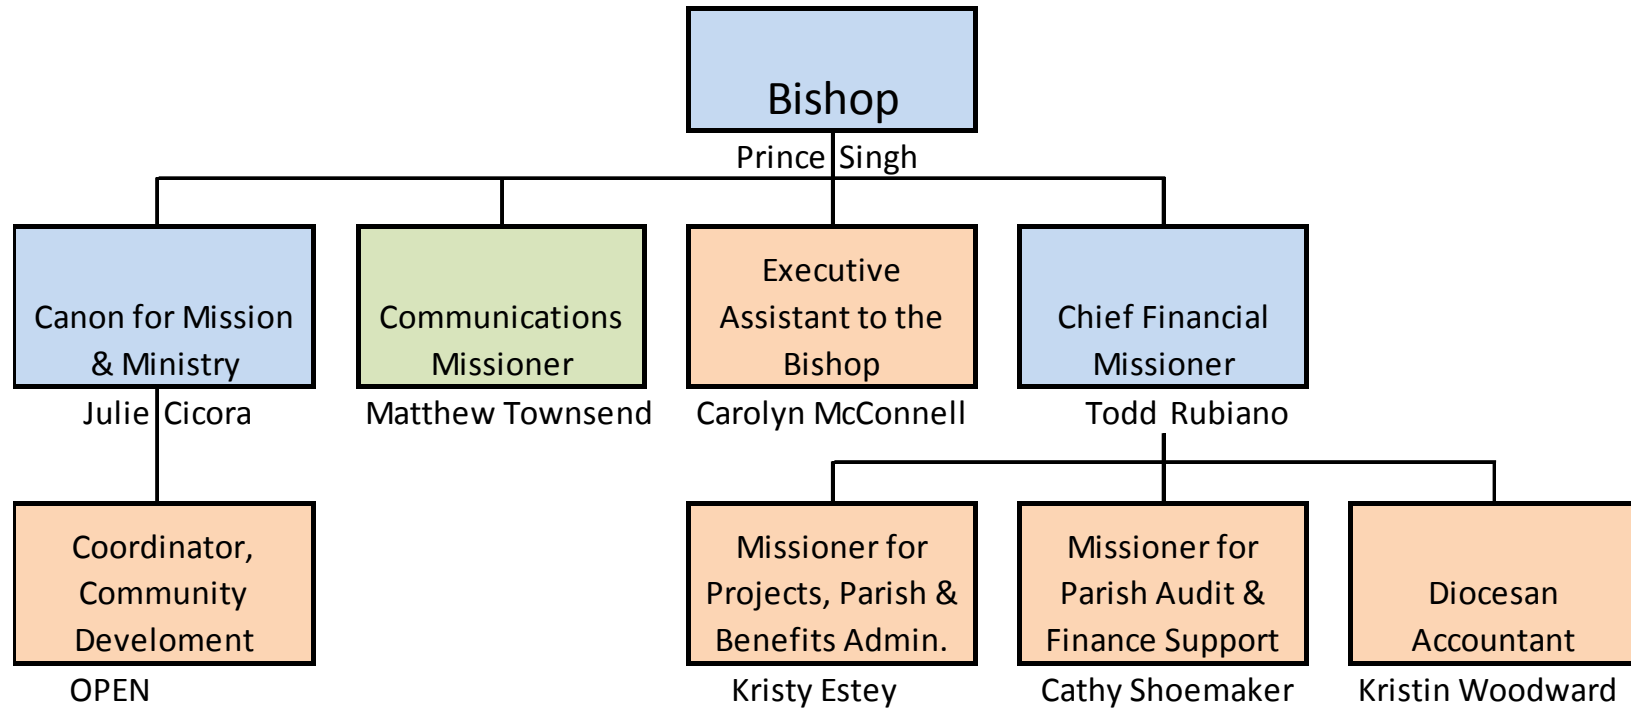 Bishop
Prince Singh
Canon for Mission
& Ministry
Julie Cicora
Communications
Missioner
Matthew Townsend
Executive
Assistant to the
Bishop
Carolyn McConnell
Chief Financial
Missioner
Todd Rubiano
Coordinator,
Community
Develoment
OPEN
Missioner for
Projects, Parish &
Benefits Admin.
Kristy Estey
Missioner for
Parish Audit &
Finance Support
Cathy Shoemaker
Diocesan
Accountant
Kristin Woodward